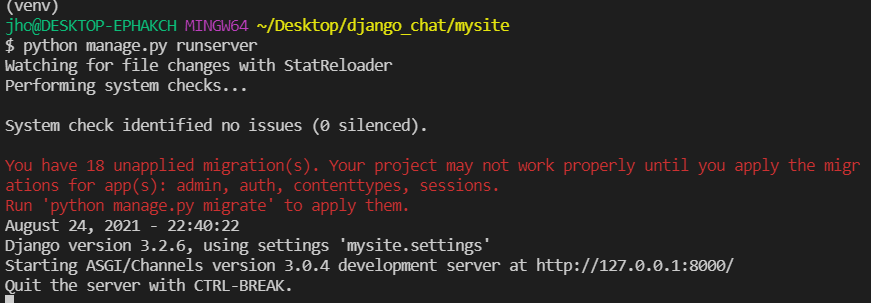 (venv)
jho@DESKTOP-EPHAKCH MINGW64 ~/Desktop/django_chat/mysite
$ python manage.py runserver
Watching for file changes with StatReloader
Performing system checks...
System check identified no issues (0 silenced).
You have 18 unapplied migration(s). Your project may not work properly until you apply the migr
ations for app(s): admin, auth, contenttypes, sessions.
Run 'python manage.py migrate' to apply them.
August 24, 2021 - 22:40:22
Django version 3.2.6, using settings 'mysite.settings'
Starting ASGI/Channels version 3.0.4 development server at http://127.0.0.1:8000/
Quit the server with CTRL-BREAK.